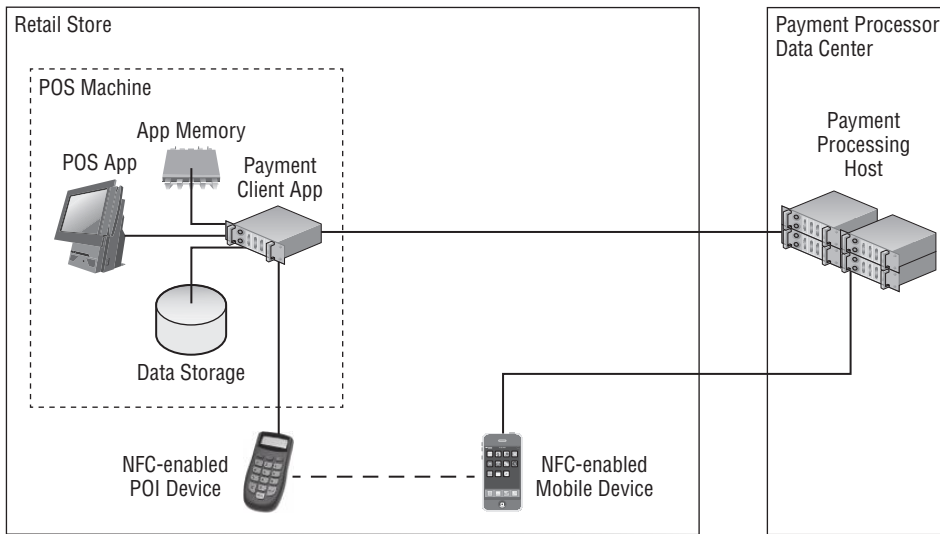 Retail Store
POS Machine
App Memory
POS App
Payment
Client App
Data Storage
NFC-enabled
POI Device
NFC-enabled
Mobile Device
Payment Processor
Data Center
Payment
Processing
Host